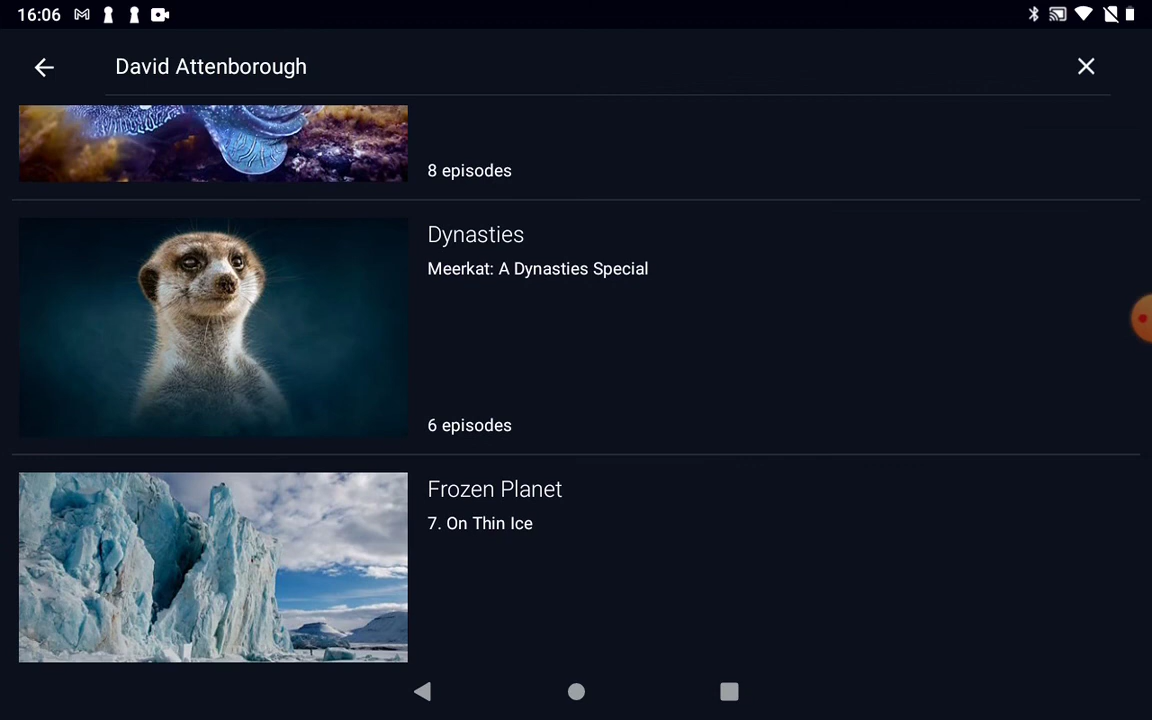 16:06
David Attenborough
8 episodes
Dynasties
Meerkat: A Dynasties Special
6 episodes
Frozen Planet
7. On Thin Ice